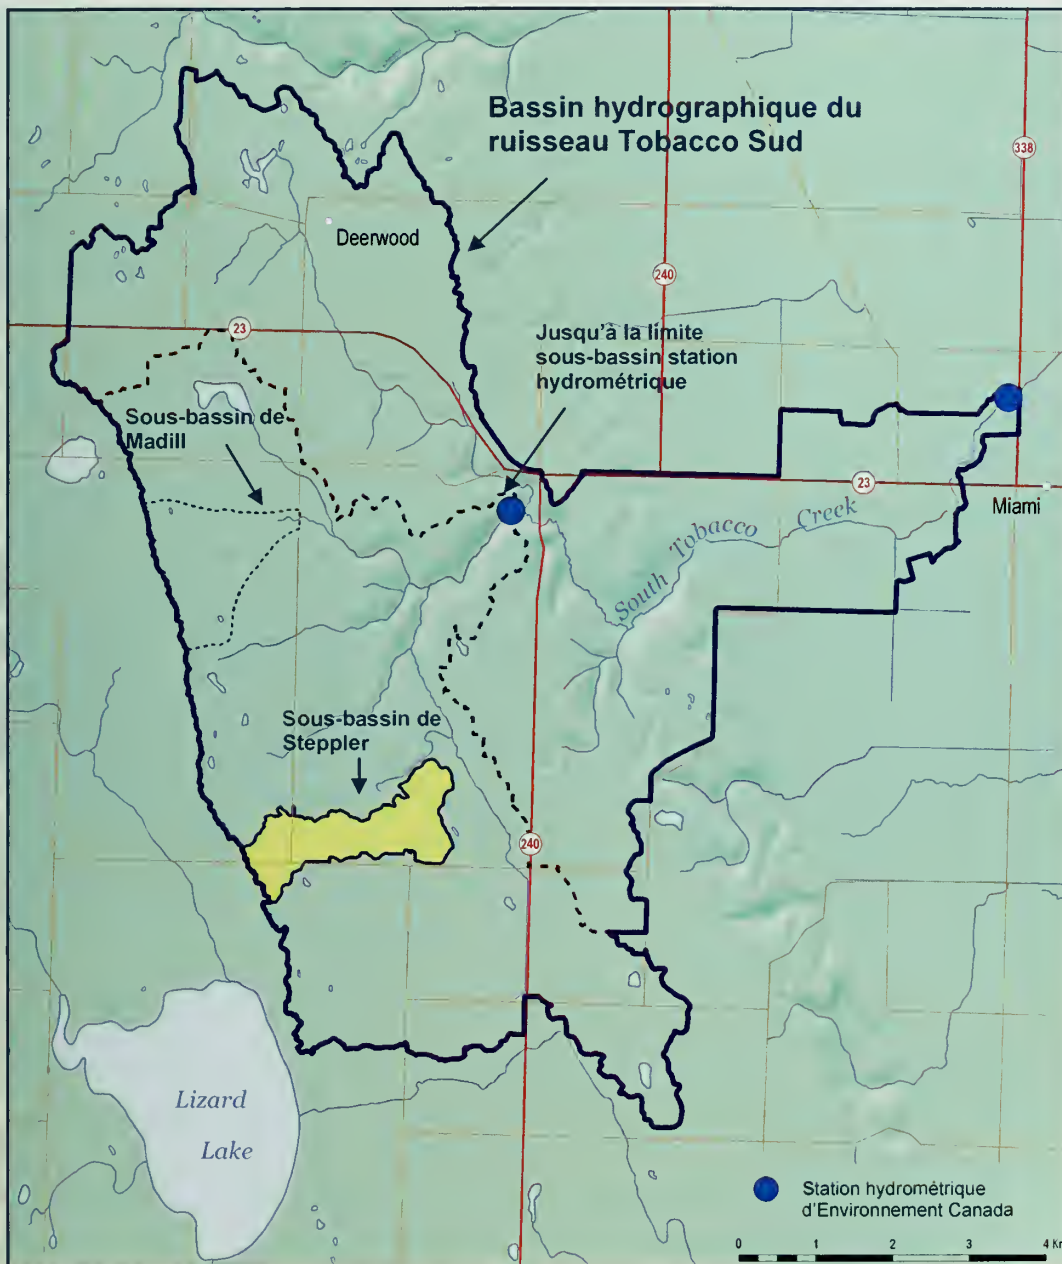 Bassin hydrographique du
ruisseau Tobacco Sud
338
Deerwood
240
23
Jusqu'à la limite
sous-bassin station
hydrométrique
Sous-bassin de
Madill
23
Miami
South Tobacco Creek
Sous-bassin de
Steppler
240
Lizard
Lake
Station hydrométrique
d'Environnement Canada
0 1 2 3 4 Km